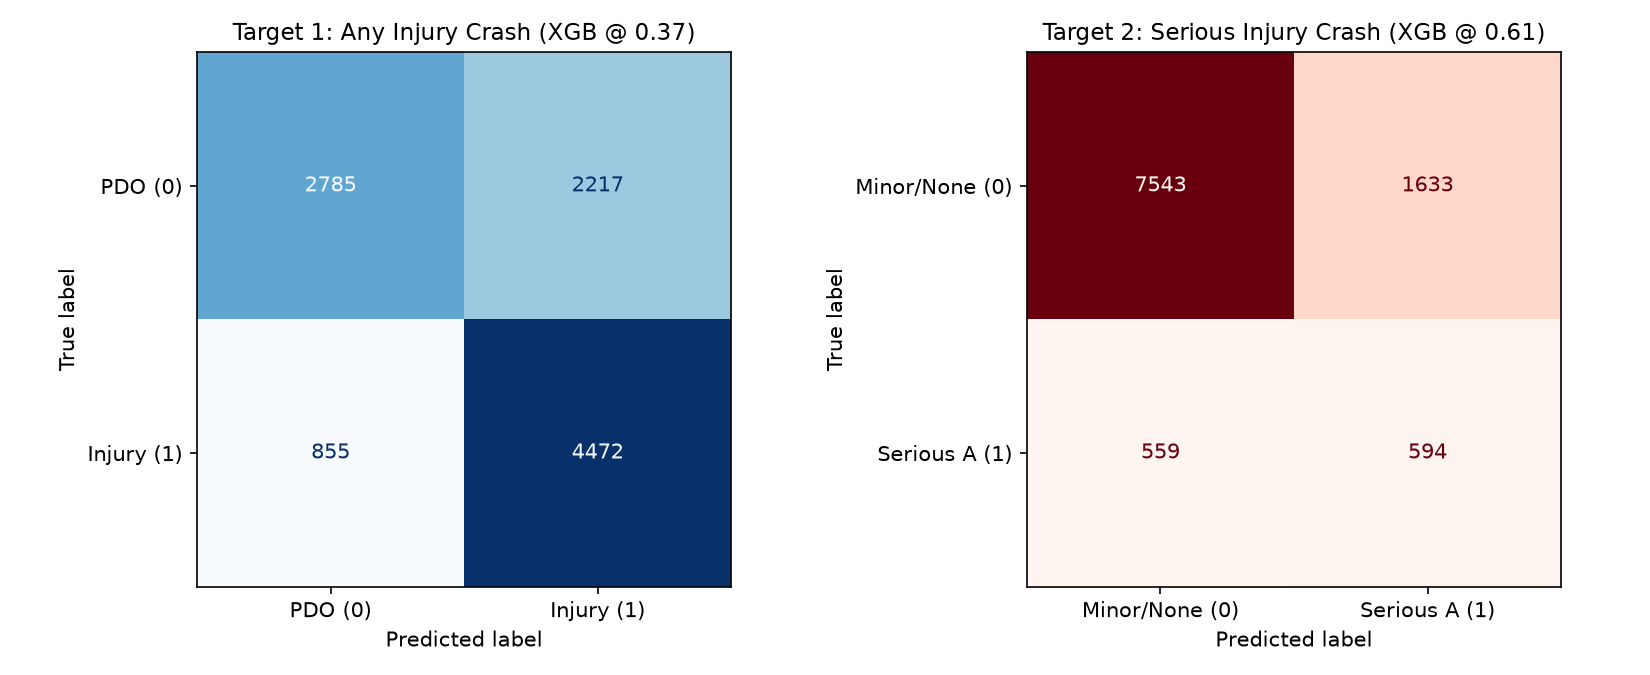 Target 1: Any Injury Crash (XGB @ 0.37)
PDO (0)
2785
2217
True label
Injury (1)
855
4472
PDO (0)
Injury (1)
Predicted label
Target 2: Serious Injury Crash (XGB @ 0.61)
Minor/None (0)
7543
1633
True label
Serious A (1)
559
594
Minor/None (0)
Serious A (1)
Predicted label